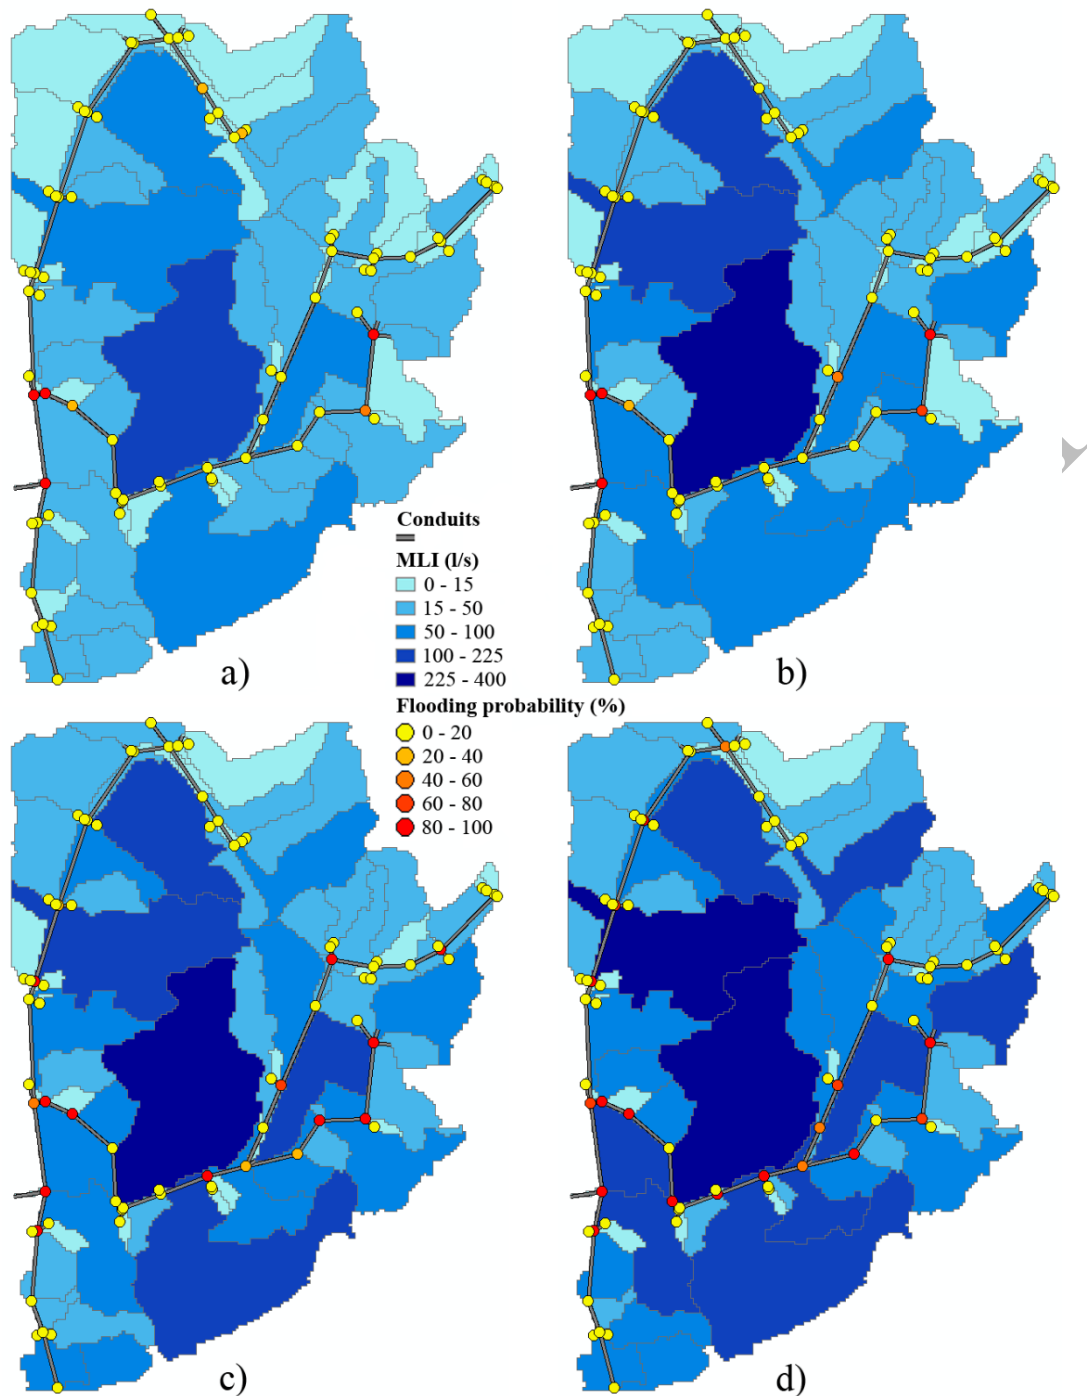 a)
b)
Conduits
MLI (l/s)
0 - 15
15 - 50
50 - 100
100 - 225
225 - 400
Flooding probability (%)
0 - 20
20 - 40
40 - 60
60 - 80
80 - 100
c)
d)